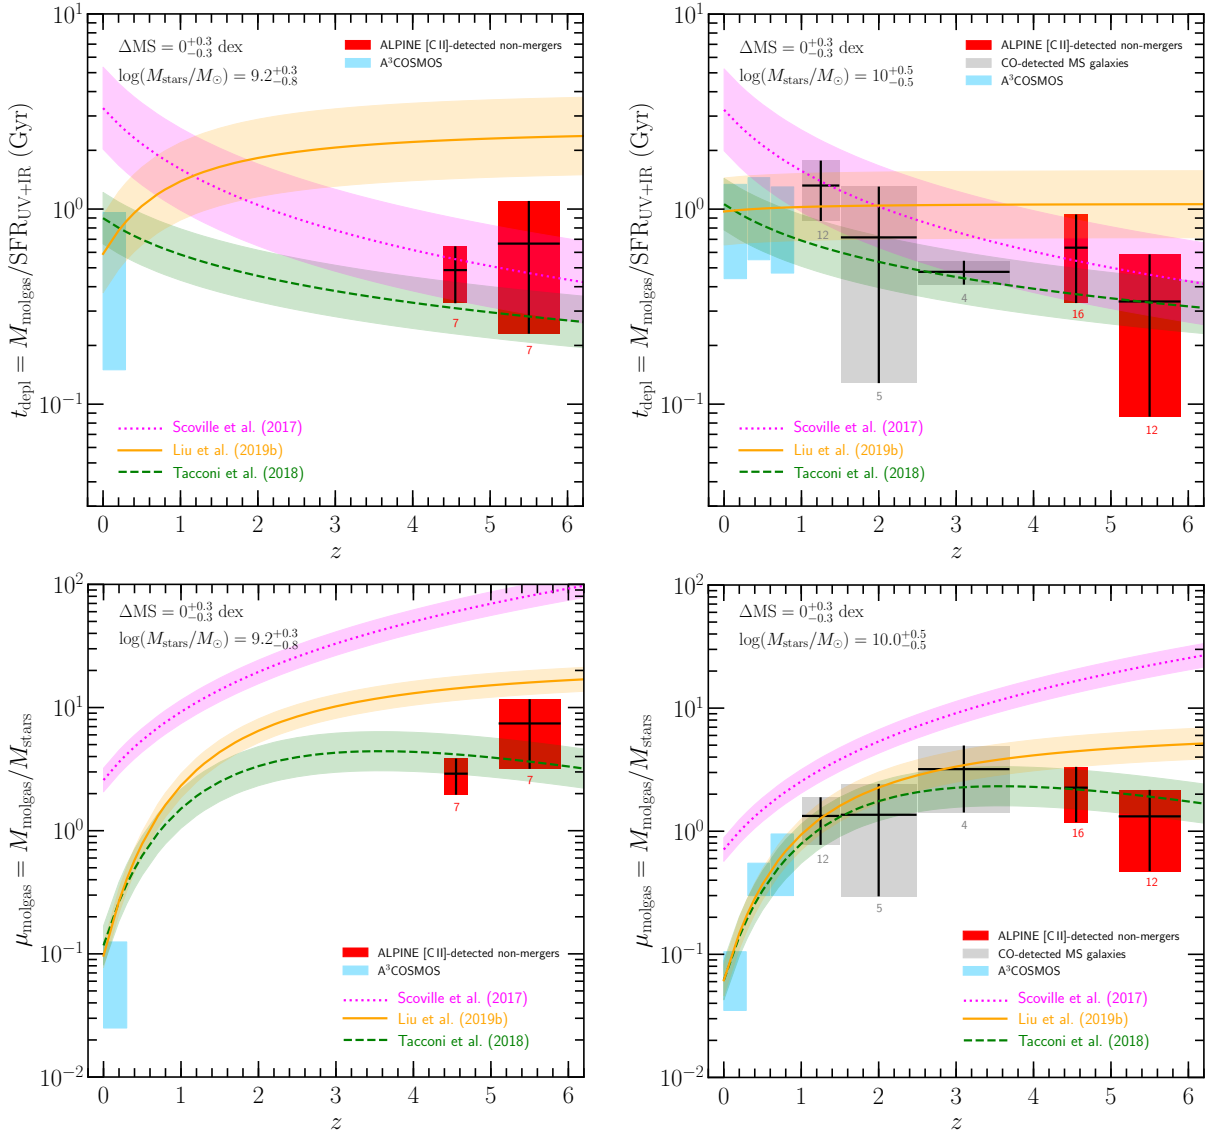 10^1
10^0
10^{-1}
t_depl = M_molgas/SFR_UV+IR (Gyr)
ΔMS = 0^{+0.3}_{-0.3} dex
log(M_stars/M_⊙) = 9.2^{+0.3}_{-0.8}
ALPINE [CII]-detected non-mergers
A³COSMOS
7
7
Scoville et al. (2017)
Liu et al. (2019b)
Tacconi et al. (2018)
0 1 2 3 4 5 6
z
10^1
10^0
10^{-1}
t_depl = M_molgas/SFR_UV+IR (Gyr)
ΔMS = 0^{+0.3}_{-0.3} dex
log(M_stars/M_⊙) = 10^{+0.5}_{-0.5}
ALPINE [CII]-detected non-mergers
CO-detected MS galaxies
A³COSMOS
12
5
4
16
12
Scoville et al. (2017)
Liu et al. (2019b)
Tacconi et al. (2018)
0 1 2 3 4 5 6
z
10^2
10^1
10^0
10^{-1}
10^{-2}
μ_molgas = M_molgas/M_stars
ΔMS = 0^{+0.3}_{-0.3} dex
log(M_stars/M_⊙) = 9.2^{+0.3}_{-0.8}
7
7
ALPINE [CII]-detected non-mergers
A³COSMOS
Scoville et al. (2017)
Liu et al. (2019b)
Tacconi et al. (2018)
0 1 2 3 4 5 6
z
10^2
10^1
10^0
10^{-1}
10^{-2}
μ_molgas = M_molgas/M_stars
ΔMS = 0^{+0.3}_{-0.3} dex
log(M_stars/M_⊙) = 10.0^{+0.5}_{-0.5}
12
5
4
16
12
ALPINE [CII]-detected non-mergers
CO-detected MS galaxies
A³COSMOS
Scoville et al. (2017)
Liu et al. (2019b)
Tacconi et al. (2018)
0 1 2 3 4 5 6
z